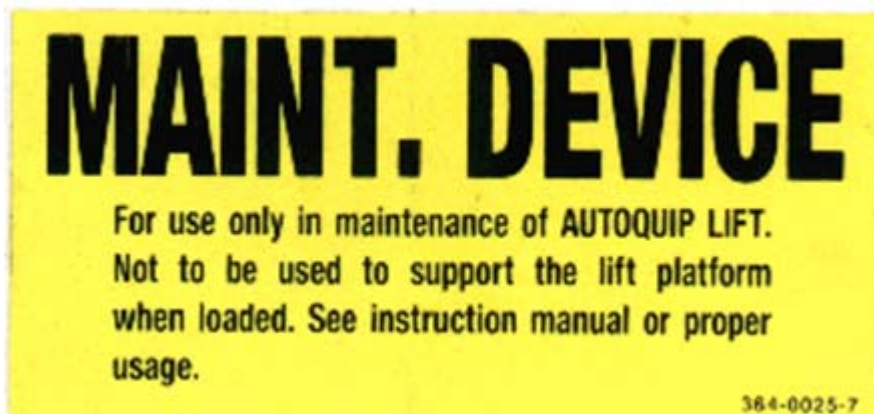 MAINT. DEVICE
For use only in maintenance of AUTOQUIP LIFT.
Not to be used to support the lift platform
when loaded. See instruction manual or proper
usage.
364-0025-7